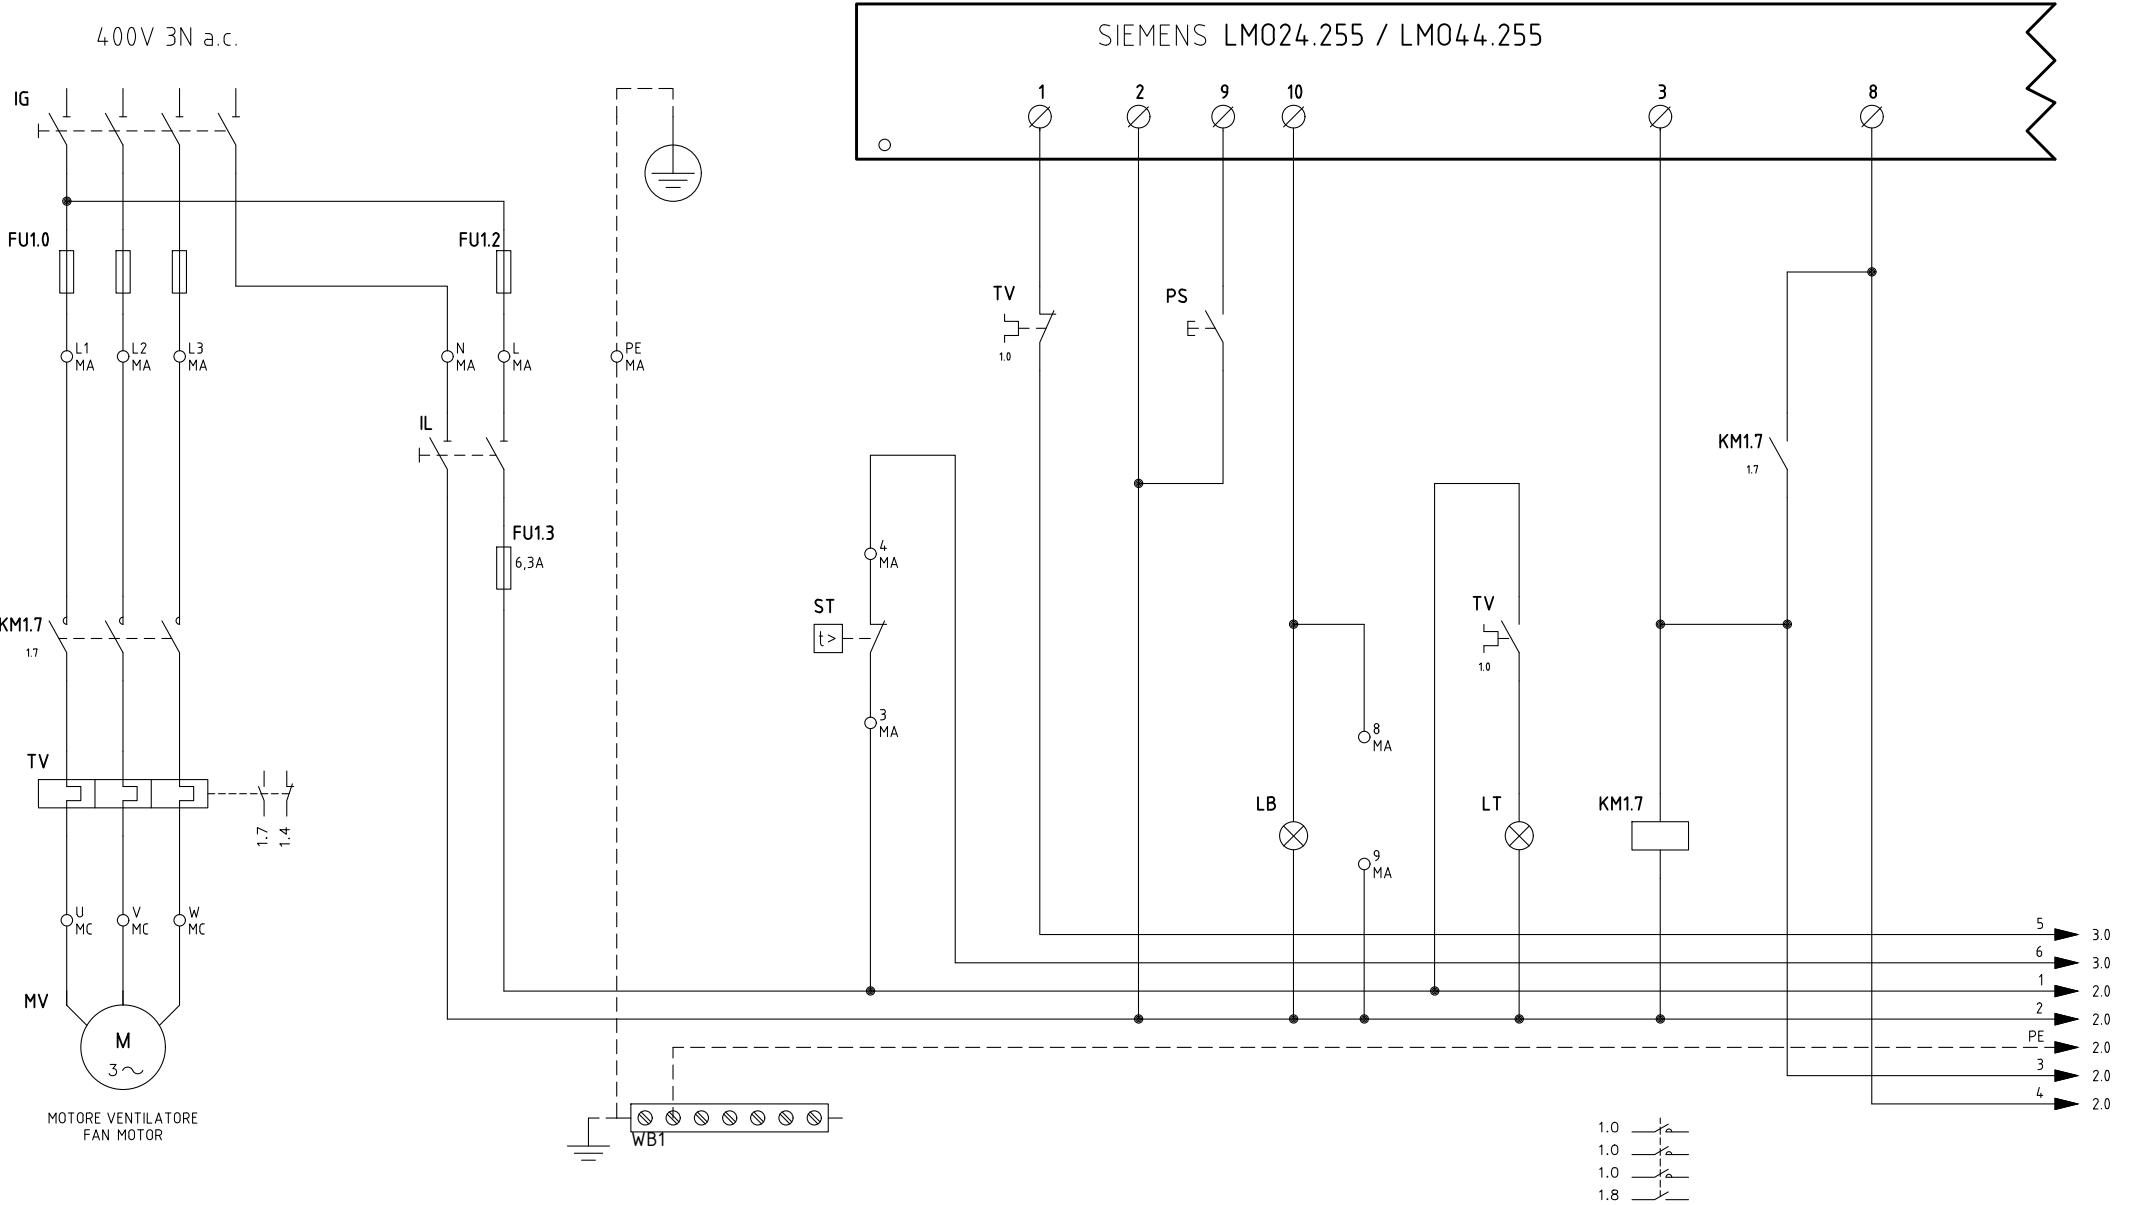 400V 3N a.c.
SIEMENS LMO24.255 / LMO44.255
1 2 9 10 3 8
IG
FU1.0
FU1.2
TV
1.0
PS
L1 MA
L2 MA
L3 MA
N MA
L MA
PE MA
IL
KM1.7
1.7
FU1.3
6,3A
4
MA
ST
t>
TV
1.0
KM1.7
1.7
3
MA
8
MA
TV
1.7
1.4
LB
LT
KM1.7
9
MA
U MC
V MC
W MC
5 3.0
6 3.0
1 2.0
2 2.0
PE 2.0
3 2.0
4 2.0
MV
M
3~
MOTORE VENTILATORE
FAN MOTOR
WB1
1.0
1.0
1.0
1.8